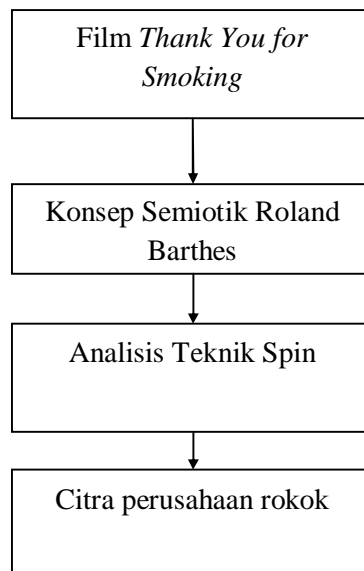 Film Thank You for
Smoking
Konsep Semiotik Roland
Barthes
Analisis Teknik Spin
Citra perusahaan rokok